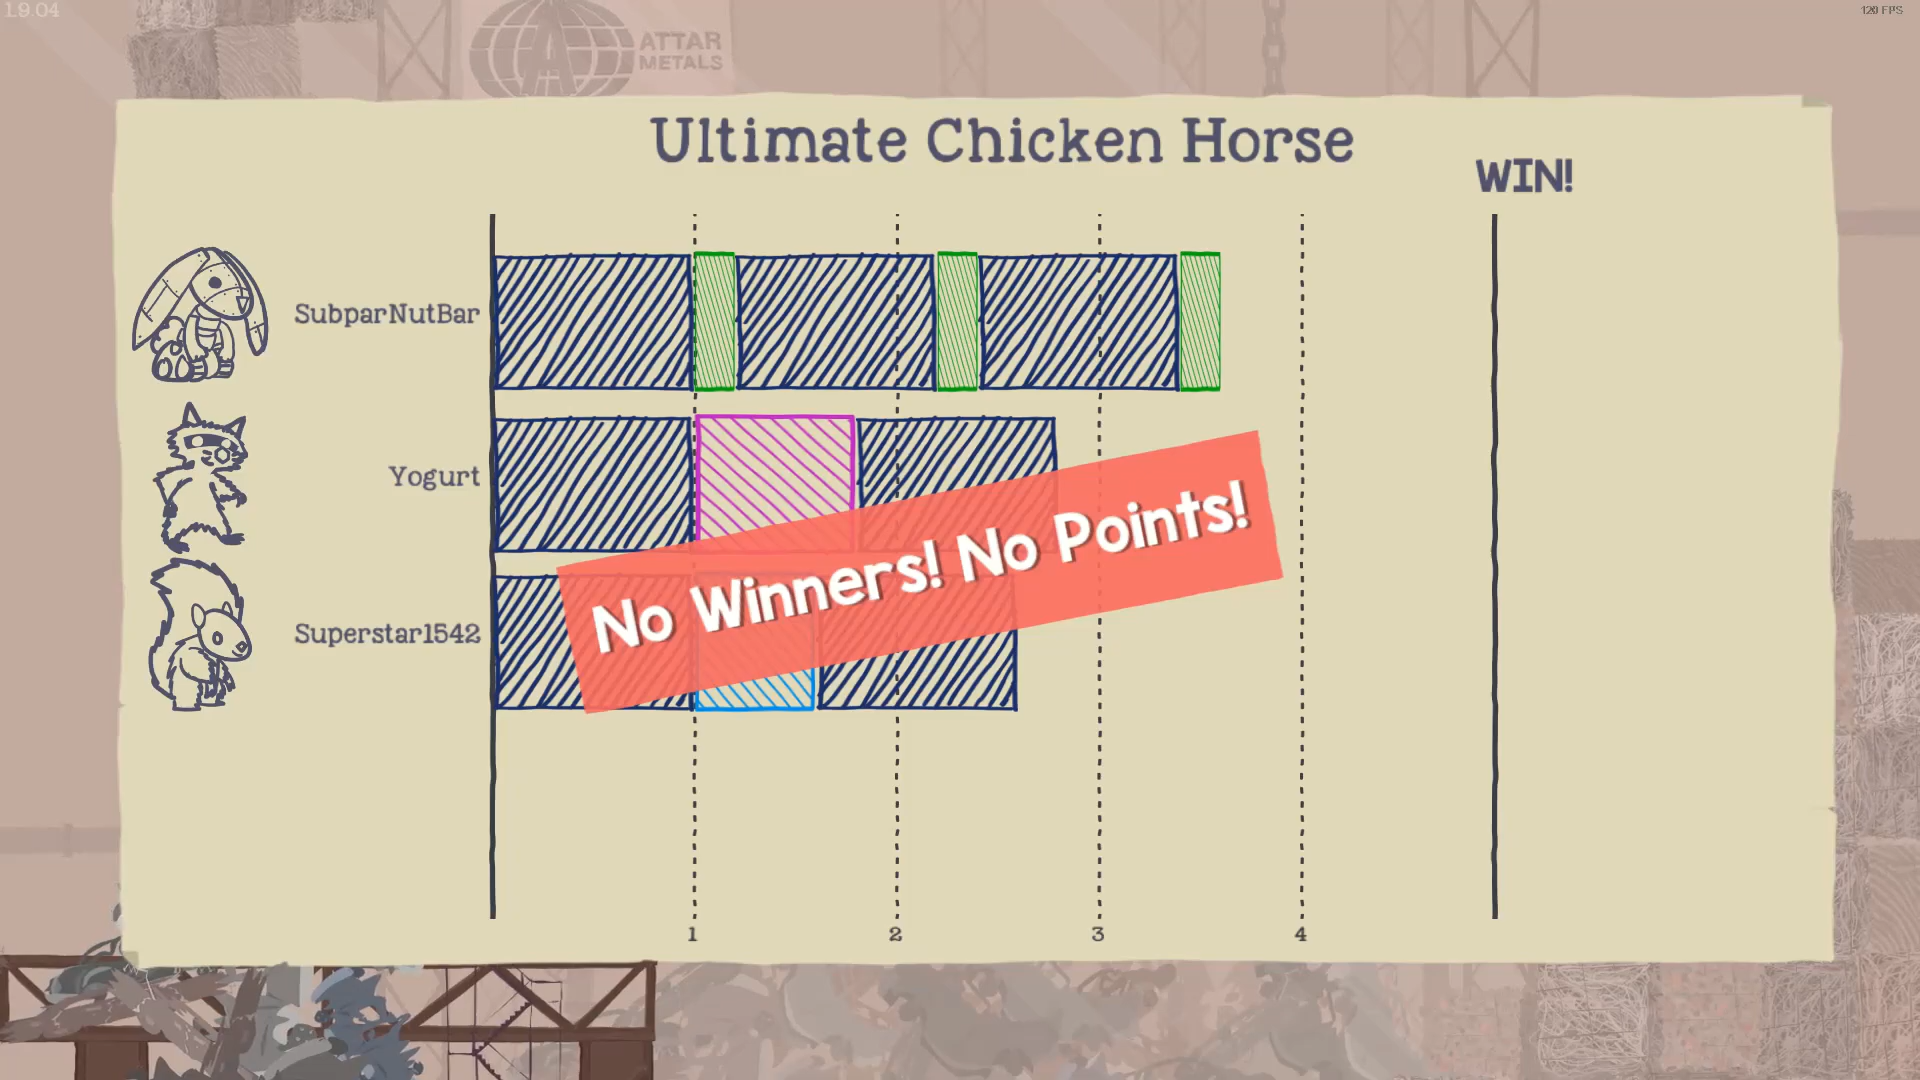 1.9.04
120 FPS
ATTAR
METALS
Ultimate Chicken Horse
WIN!
SubparNutBar
Yogurt
No Winners! No Points!
Superstar1542
1 2 3 4